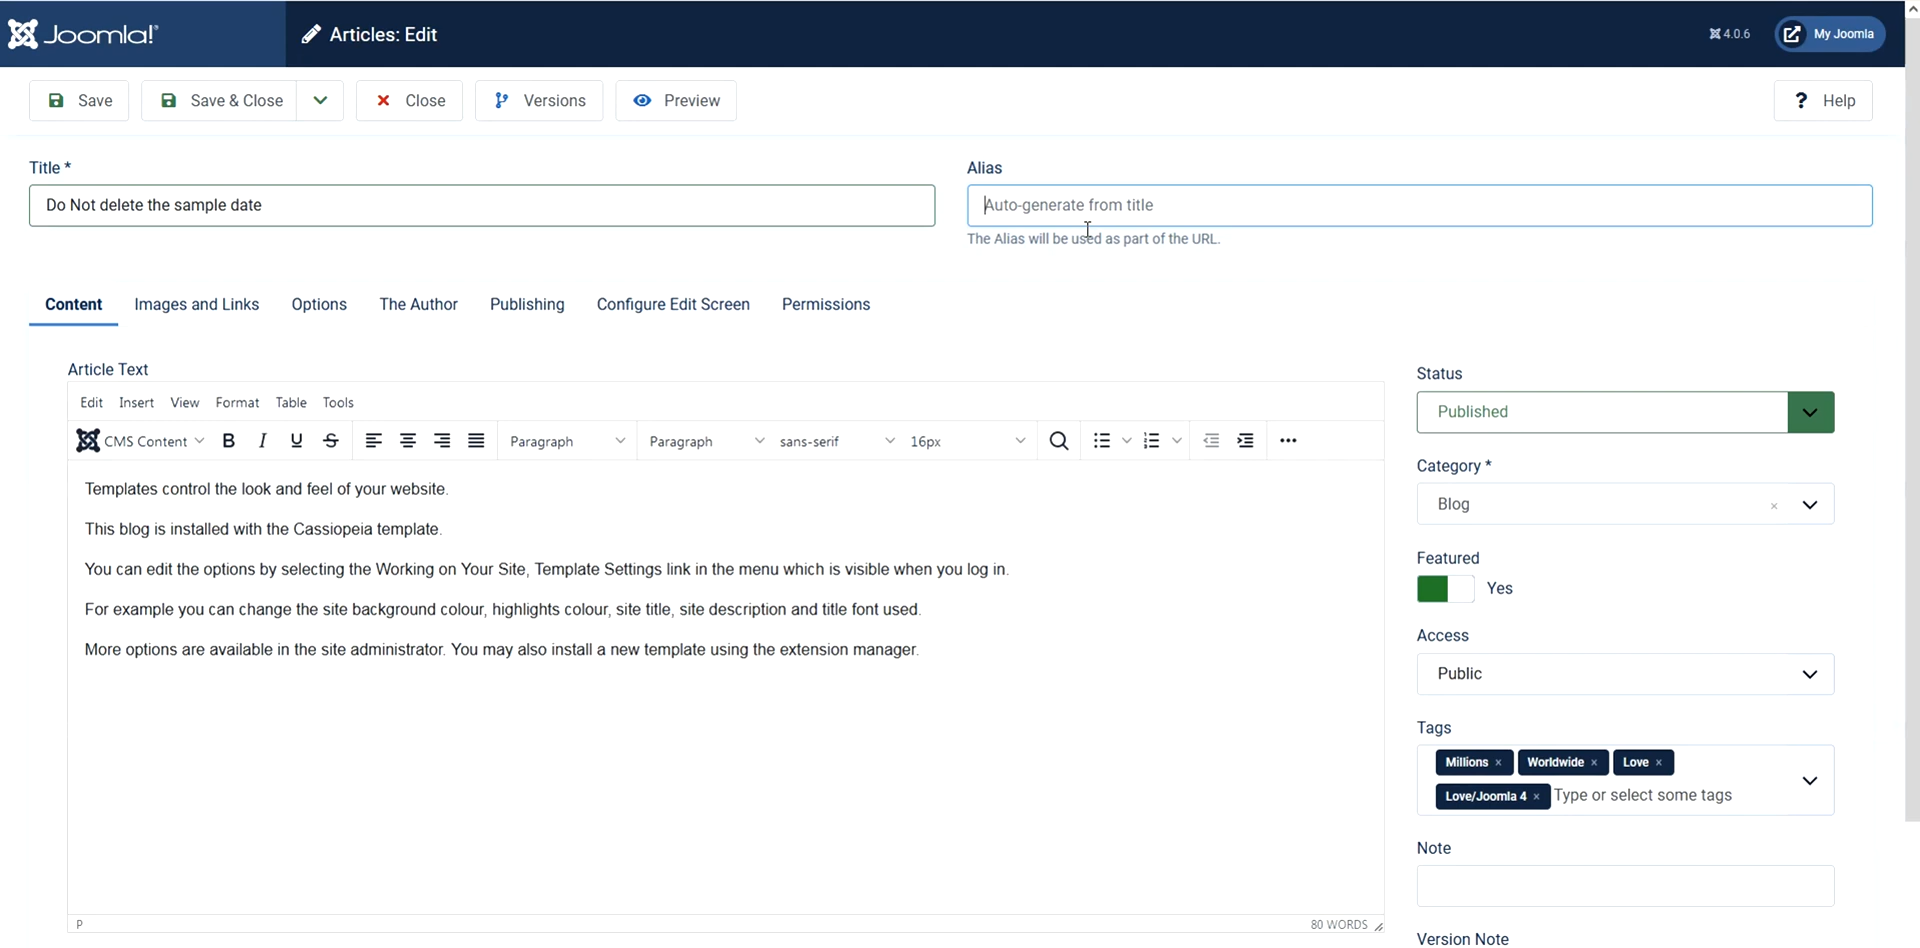 Joomla!®
Articles: Edit
4.0.6
My Joomla
Save
Save & Close
Close
Versions
Preview
? Help
Title *
Alias
Do Not delete the sample date
Auto-generate from title
The Alias will be used as part of the URL.
Content
Images and Links
Options
The Author
Publishing
Configure Edit Screen
Permissions
Article Text
Edit Insert View Format Table Tools
CMS Content B I U S Paragraph Paragraph sans-serif 16px
Templates control the look and feel of your website.
This blog is installed with the Cassiopeia template.
You can edit the options by selecting the Working on Your Site, Template Settings link in the menu which is visible when you log in.
For example you can change the site background colour, highlights colour, site title, site description and title font used.
More options are available in the site administrator. You may also install a new template using the extension manager.
P
80 WORDS
Status
Published
Category *
Blog ×
Featured
Yes
Access
Public
Tags
Millions × Worldwide × Love ×
Love/Joomla 4 × Type or select some tags
Note
Version Note